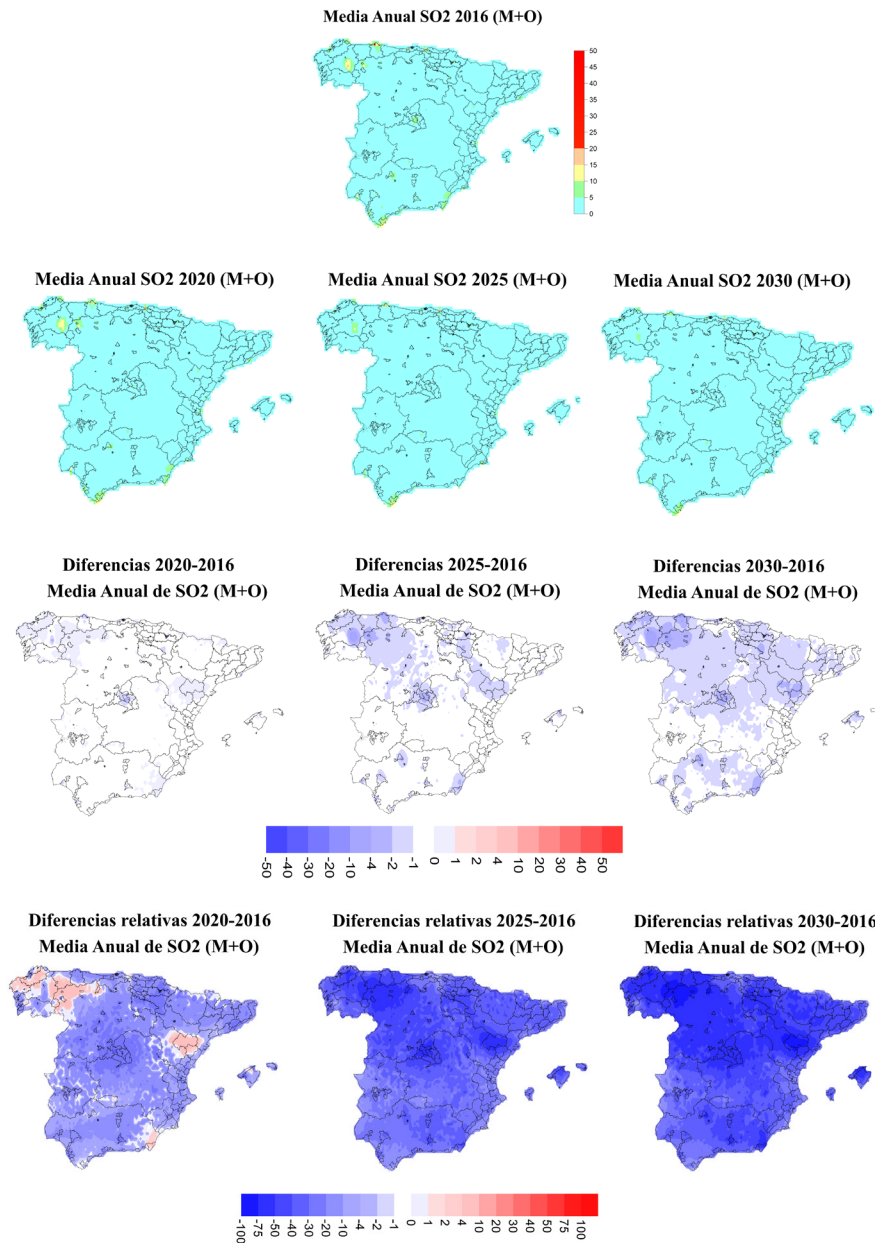 Media Anual SO2 2016 (M+O)
50
45
40
35
30
25
20
15
10
5
0
Media Anual SO2 2020 (M+O)
Media Anual SO2 2025 (M+O)
Media Anual SO2 2030 (M+O)
Diferencias 2020-2016
Media Anual de SO2 (M+O)
Diferencias 2025-2016
Media Anual de SO2 (M+O)
Diferencias 2030-2016
Media Anual de SO2 (M+O)
-50 -40 -30 -20 -10 -4 -2 -1 0 1 2 4 10 20 30 40 50
Diferencias relativas 2020-2016
Media Anual de SO2 (M+O)
Diferencias relativas 2025-2016
Media Anual de SO2 (M+O)
Diferencias relativas 2030-2016
Media Anual de SO2 (M+O)
-100 -75 -50 -40 -30 -20 -10 -4 -2 -1 0 1 2 4 10 20 30 40 50 75 100